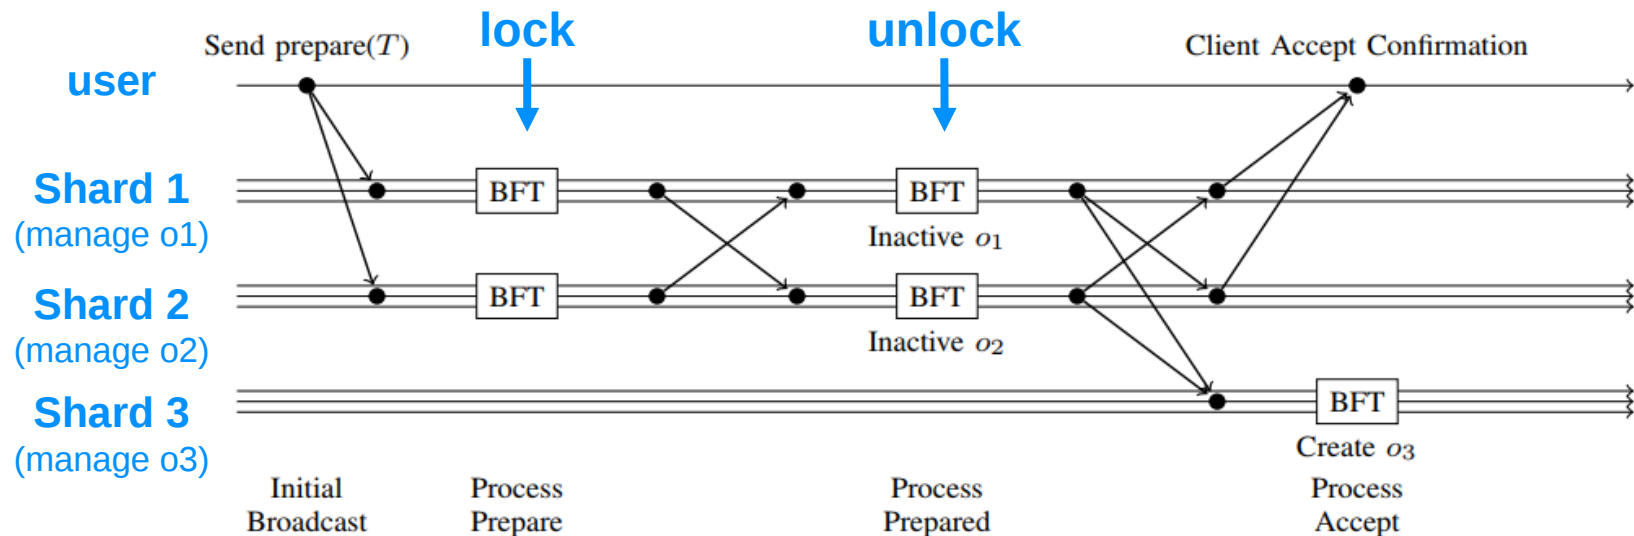 lock
unlock
Send prepare(T)
Client Accept Confirmation
user
Shard 1
(manage o1)
BFT
BFT
Inactive o₁
Shard 2
(manage o2)
BFT
BFT
Inactive o₂
Shard 3
(manage o3)
BFT
Create o₃
Initial
Broadcast
Process
Prepare
Process
Prepared
Process
Accept